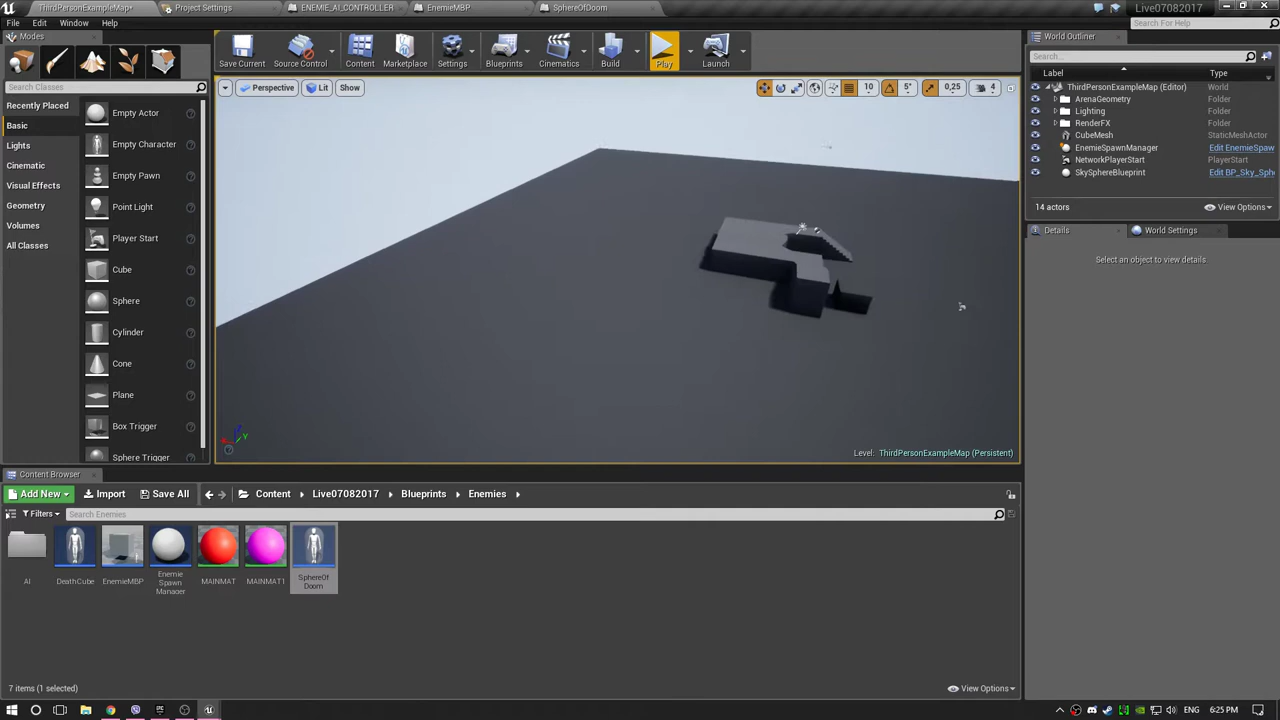 ThirdPersonExampleMap*
Project Settings
ENEMIE_AI_CONTROLLER
EnemieMBP
SphereOfDoom
Live07082017
File Edit Window Help
Search For Help
Modes
Search Classes
Recently Placed
Basic
Lights
Cinematic
Visual Effects
Geometry
Volumes
All Classes
Empty Actor
Empty Character
Empty Pawn
Point Light
Player Start
Cube
Sphere
Cylinder
Cone
Plane
Box Trigger
Sphere Trigger
Save Current
Source Control
Content
Marketplace
Settings
Blueprints
Cinematics
Build
Play
Launch
Perspective
Lit
Show
10
5°
0,25
4
Level: ThirdPersonExampleMap (Persistent)
World Outliner
Search...
Label Type
ThirdPersonExampleMap (Editor) World
ArenaGeometry Folder
Lighting Folder
RenderFX Folder
CubeMesh StaticMeshActor
EnemieSpawnManager Edit EnemieSpaw
NetworkPlayerStart PlayerStart
SkySphereBlueprint Edit BP_Sky_Sph
14 actors
View Options
Details
World Settings
Select an object to view details
Content Browser
Add New
Import
Save All
Content
Live07082017
Blueprints
Enemies
Filters
Search Enemies
AI
DeathCube
EnemieMBP
Enemie
Spawn
Manager
MAINMAT
MAINMAT1
SphereOf
Doom
7 items (1 selected)
View Options
ENG
6:25 PM